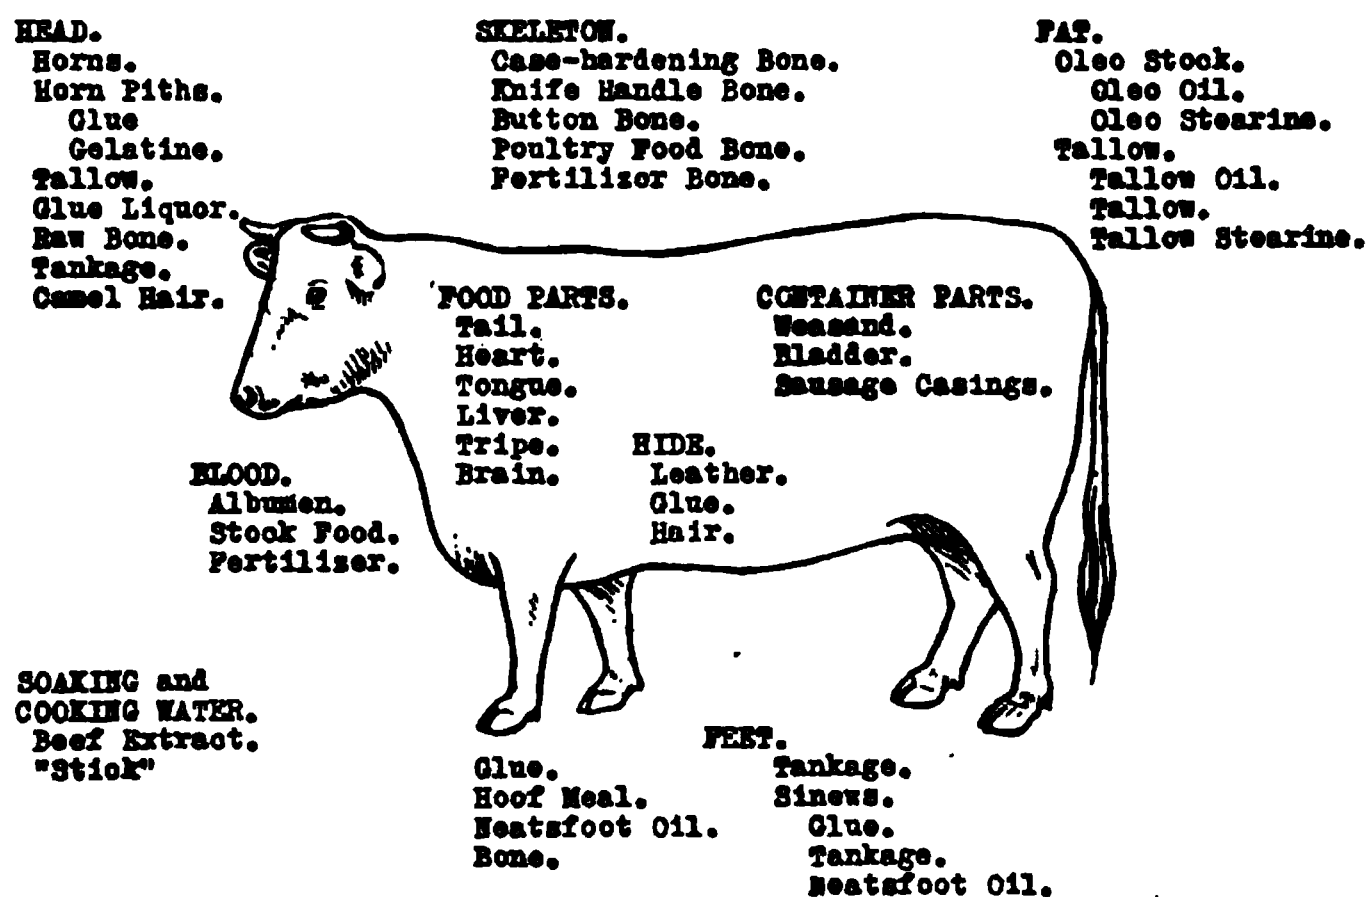 HEAD.
Horns.
Horn Piths.
Glue
Gelatine.
Tallow.
Glue Liquor.
Raw Bone.
Tankage.
Camel Hair.
SKELETON.
Case-hardening Bone.
Knife Handle Bone.
Button Bone.
Poultry Food Bone.
Fertilizer Bone.
FAT.
Oleo Stock.
Oleo Oil.
Oleo Stearine.
Tallow.
Tallow Oil.
Tallow.
Tallow Stearine.
FOOD PARTS.
Tail.
Heart.
Tongue.
Liver.
Tripe.
Brain.
CONTAINER PARTS.
Weasand.
Bladder.
Sausage Casings.
HIDE.
Leather.
Glue.
Hair.
BLOOD.
Albumen.
Stock Food.
Fertilizer.
SOAKING and
COOKING WATER.
Beef Extract.
"Stick"
FEET.
Glue.
Hoof Meal.
Neatsfoot Oil.
Bone.
Tankage.
Sinews.
Glue.
Tankage.
Neatsfoot Oil.